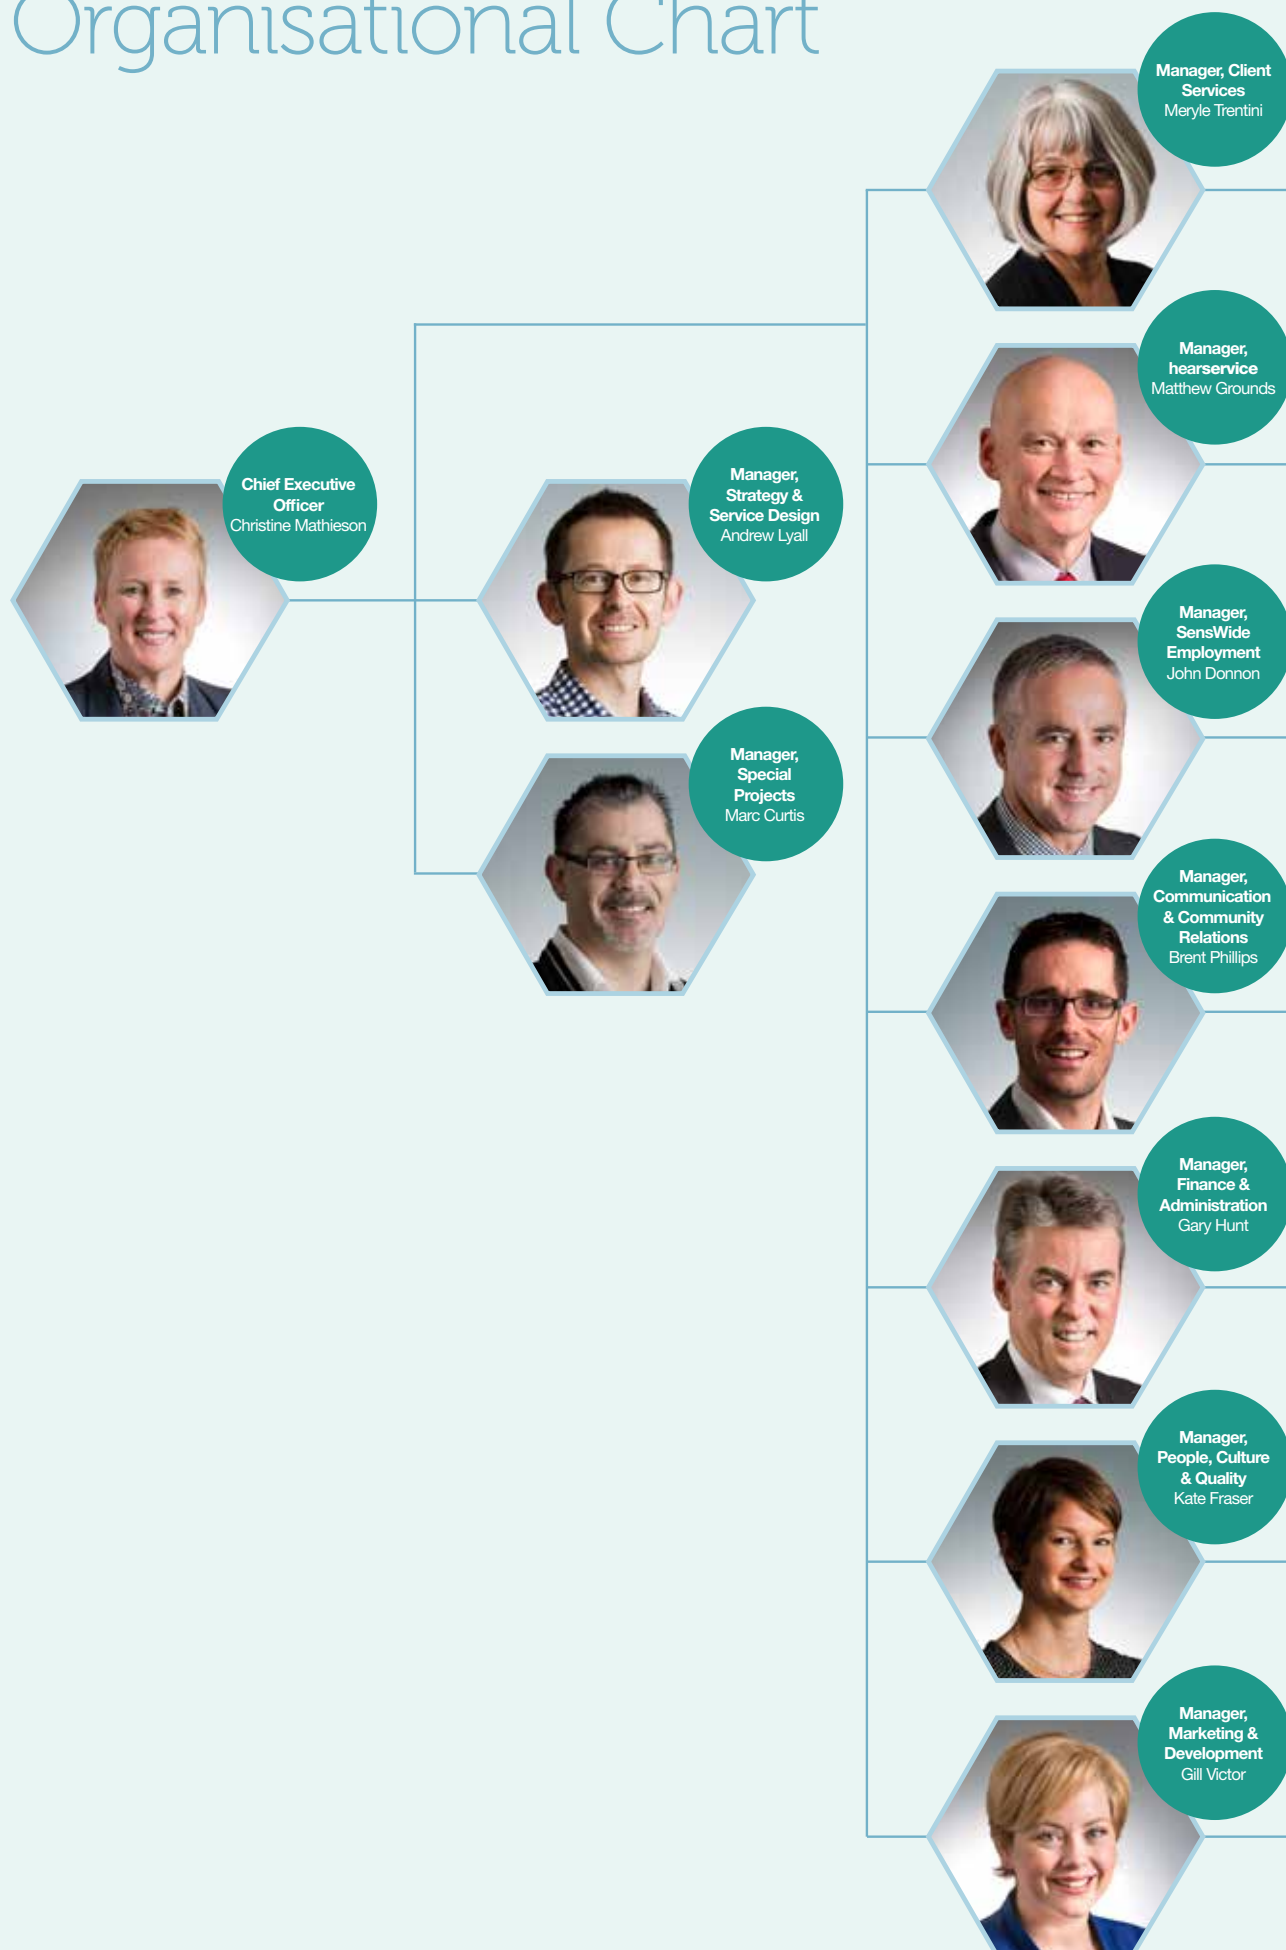 Organisational Chart
Manager, Client
Services
Meryle Trentini
Manager,
hearservice
Matthew Grounds
Chief Executive
Officer
Christine Mathieson
Manager,
Strategy &
Service Design
Andrew Lyall
Manager,
SensWide
Employment
John Donnon
Manager,
Special
Projects
Marc Curtis
Manager,
Communication
& Community
Relations
Brent Phillips
Manager,
Finance &
Administration
Gary Hunt
Manager,
People, Culture
& Quality
Kate Fraser
Manager,
Marketing &
Development
Gill Victor